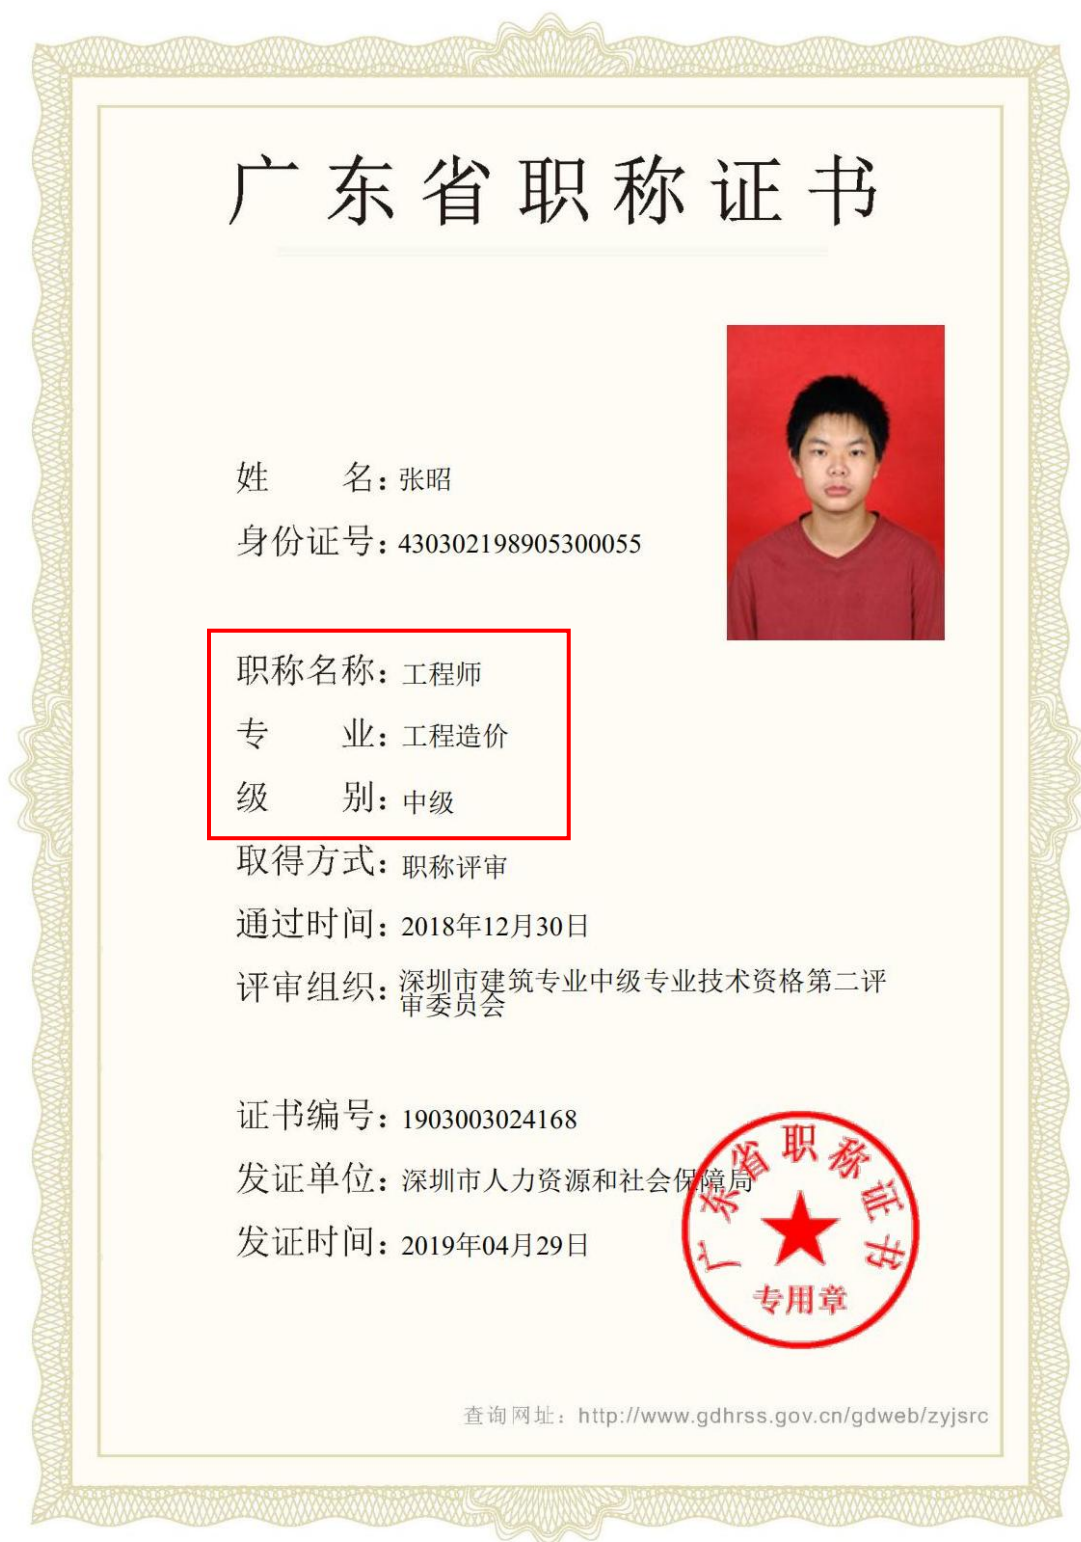 广东省职称证书
姓 名：张昭
身份证号：430302198905300055
职称名称：工程师
专 业：工程造价
级 别：中级
取得方式：职称评审
通过时间：2018年12月30日
评审组织：深圳市建筑专业中级专业技术资格第二评
审委员会
证书编号：1903003024168
发证单位：深圳市人力资源和社会保障局
发证时间：2019年04月29日
广东省职称证书
专用章
查询网址：http://www.gdhrss.gov.cn/gdweb/zyjsrc